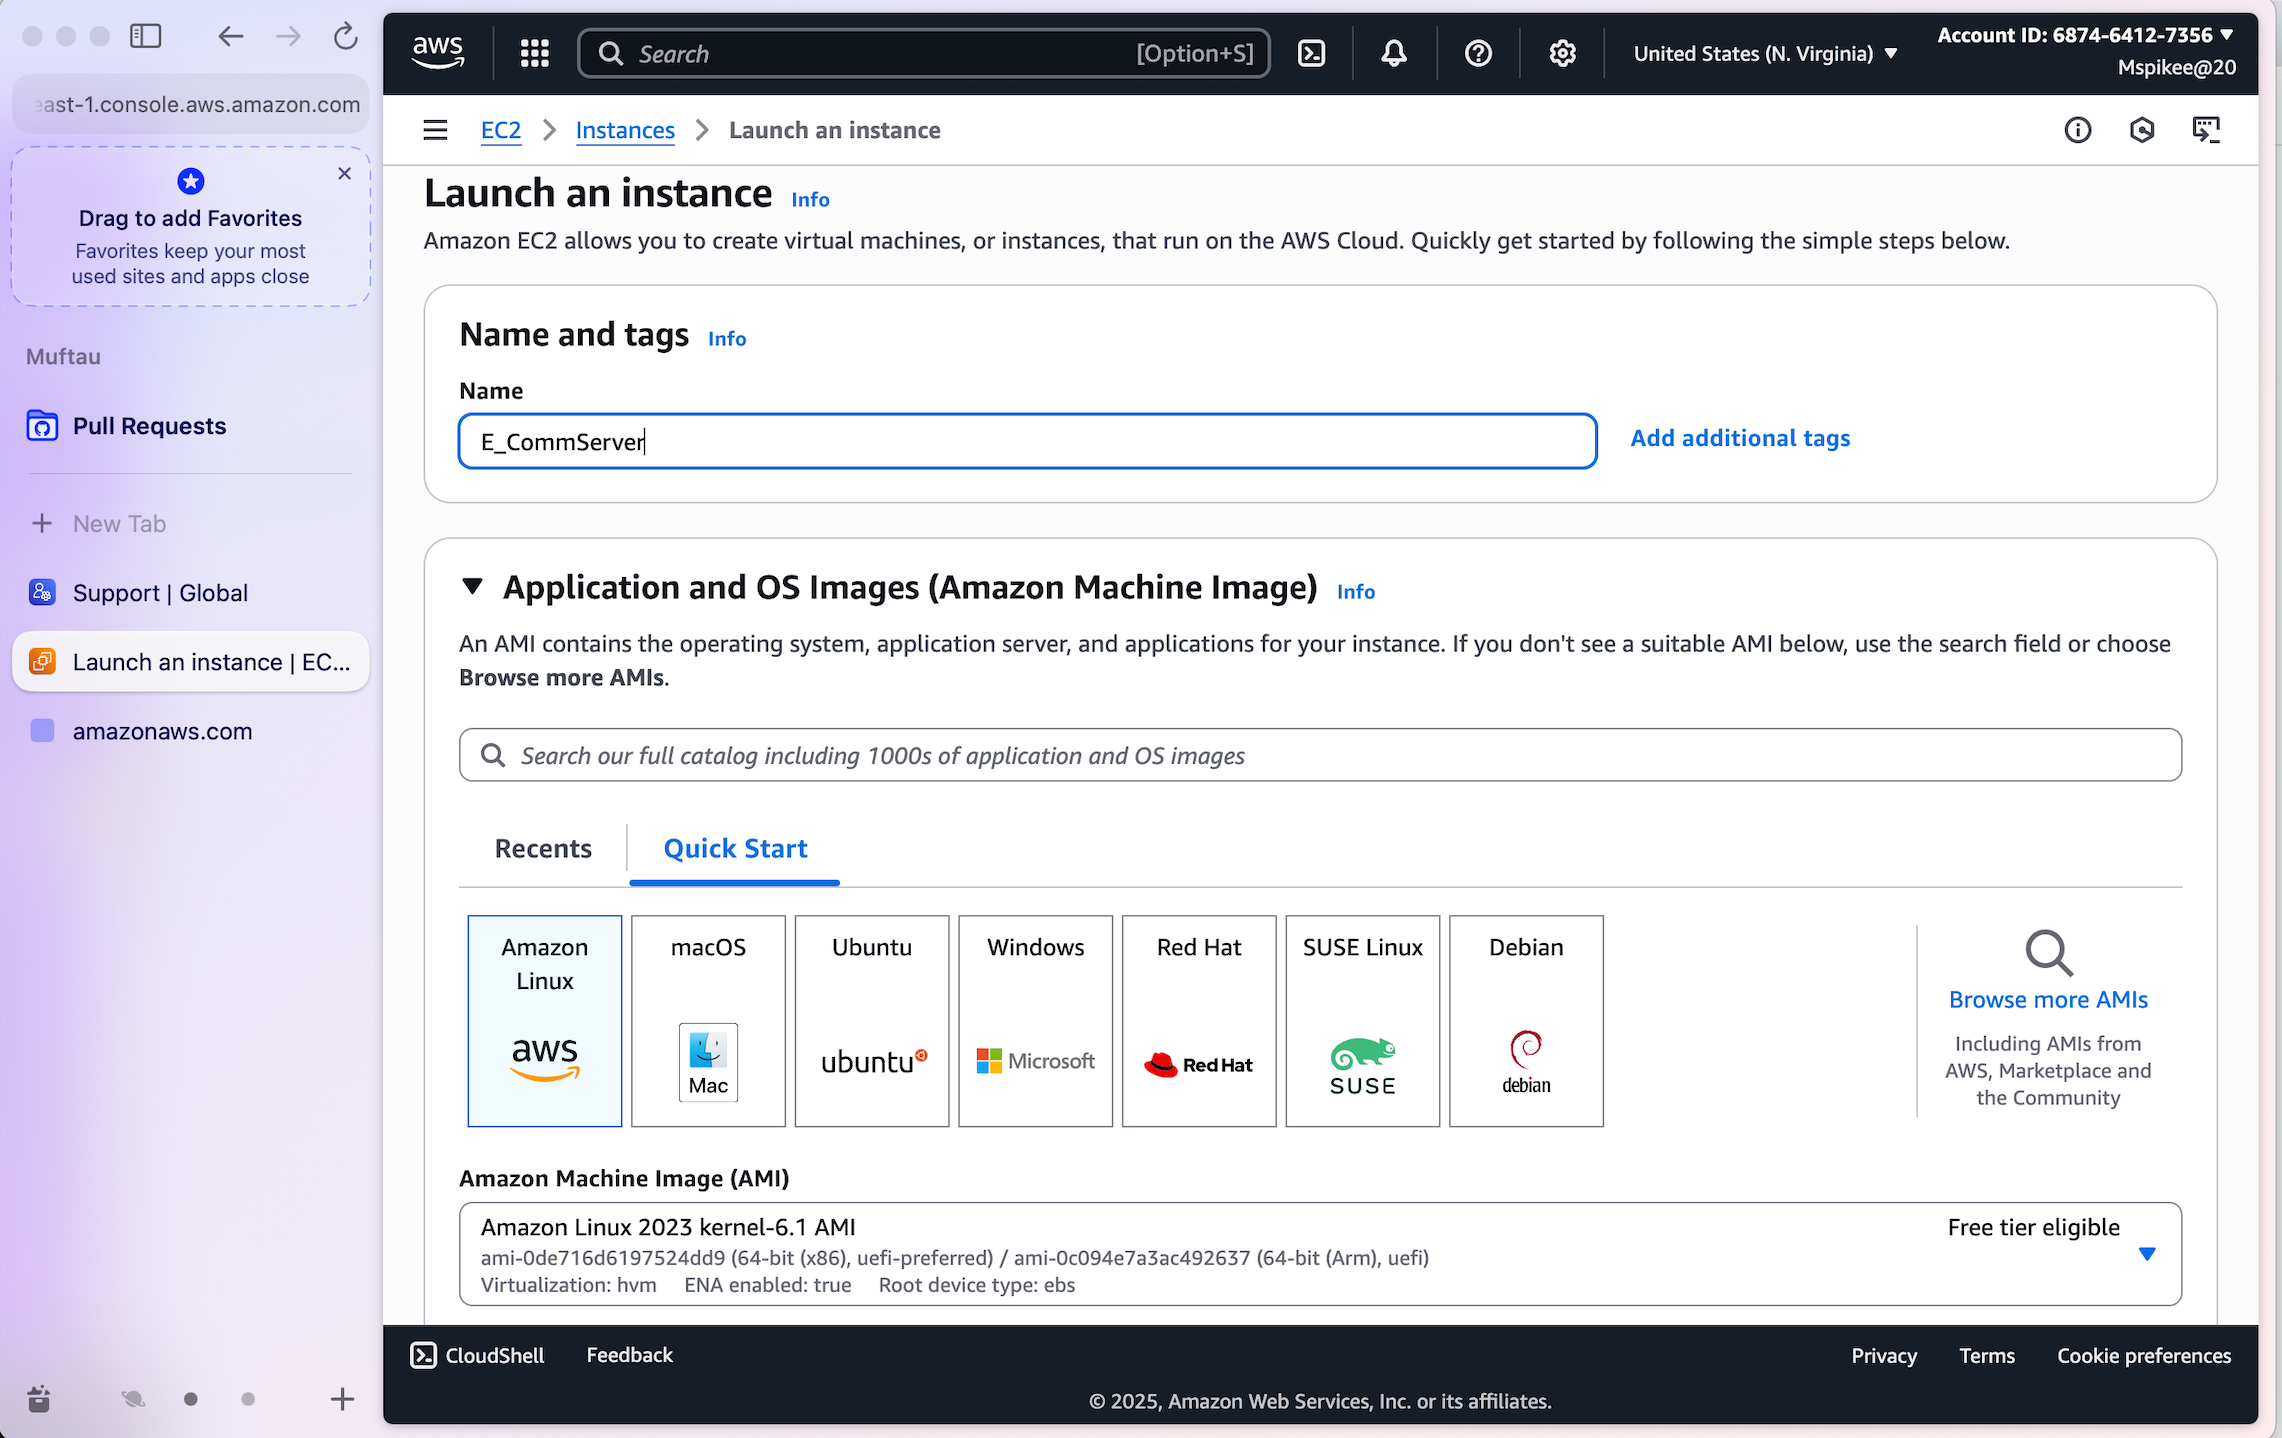 east-1.console.aws.amazon.com
Drag to add Favorites
Favorites keep your most
used sites and apps close
Muftau
Pull Requests
New Tab
Support | Global
Launch an instance | EC...
amazonaws.com
aws
Search
[Option+S]
United States (N. Virginia)
Account ID: 6874-6412-7356
Mspikee@20
EC2
Instances
Launch an instance
Launch an instance Info
Amazon EC2 allows you to create virtual machines, or instances, that run on the AWS Cloud. Quickly get started by following the simple steps below.
Name and tags Info
Name
E_CommServer
Add additional tags
Application and OS Images (Amazon Machine Image) Info
An AMI contains the operating system, application server, and applications for your instance. If you don't see a suitable AMI below, use the search field or choose
Browse more AMIs.
Search our full catalog including 1000s of application and OS images
Recents
Quick Start
Amazon
Linux
aws
macOS
Mac
Ubuntu
ubuntu
Windows
Microsoft
Red Hat
Red Hat
SUSE Linux
SUSE
Debian
debian
Browse more AMIs
Including AMIs from
AWS, Marketplace and
the Community
Amazon Machine Image (AMI)
Amazon Linux 2023 kernel-6.1 AMI
Free tier eligible
ami-0de716d6197524dd9 (64-bit (x86), uefi-preferred) / ami-0c094e7a3ac492637 (64-bit (Arm), uefi)
Virtualization: hvm ENA enabled: true Root device type: ebs
CloudShell
Feedback
Privacy
Terms
Cookie preferences
© 2025, Amazon Web Services, Inc. or its affiliates.